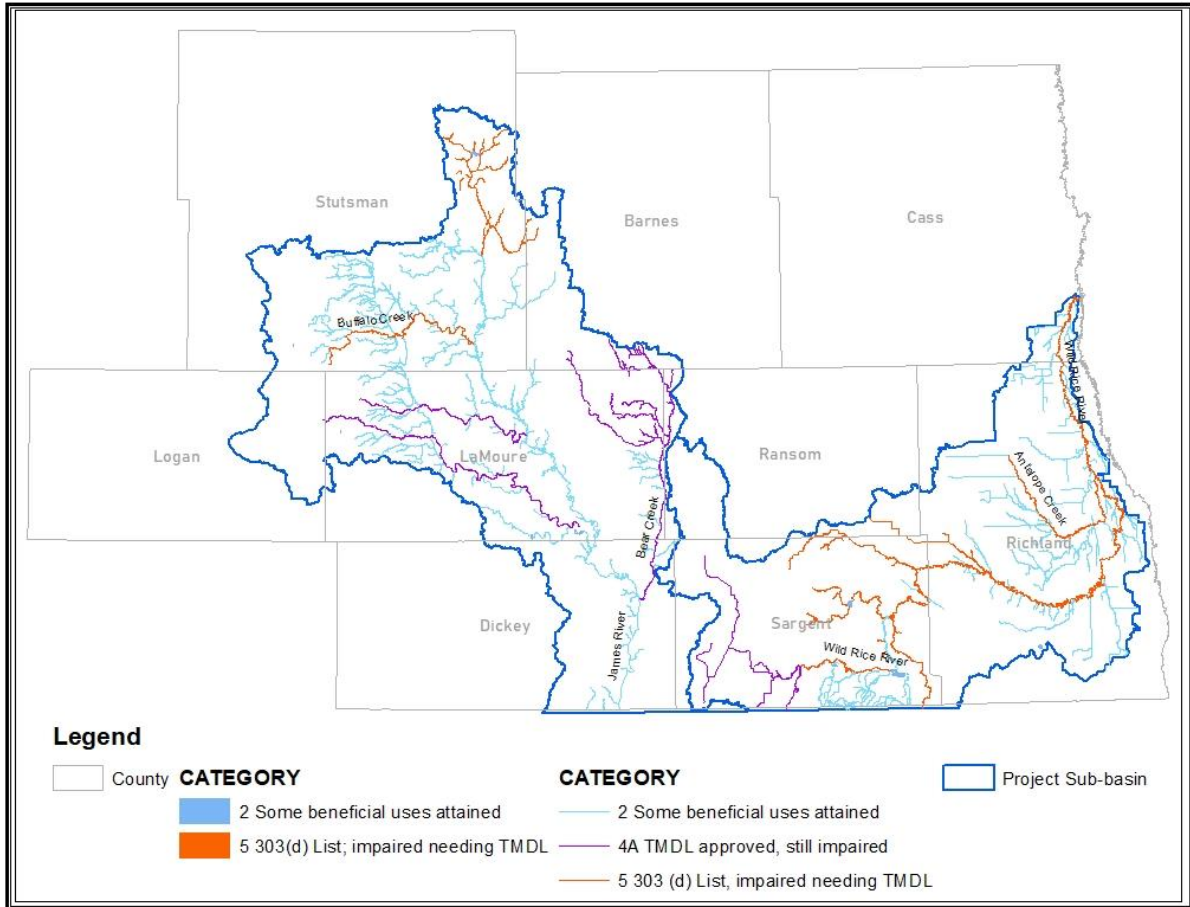 Stutsman
Barnes
Cass
Buffalo Creek
Wild Rice River
Logan
LaMoure
Ransom
Antelope Creek
Bear Creek
Richland
Dickey
Sargent
James River
Wild Rice River
Legend
County
CATEGORY
2 Some beneficial uses attained
5 303(d) List; impaired needing TMDL
CATEGORY
2 Some beneficial uses attained
4A TMDL approved, still impaired
5 303 (d) List, impaired needing TMDL
Project Sub-basin